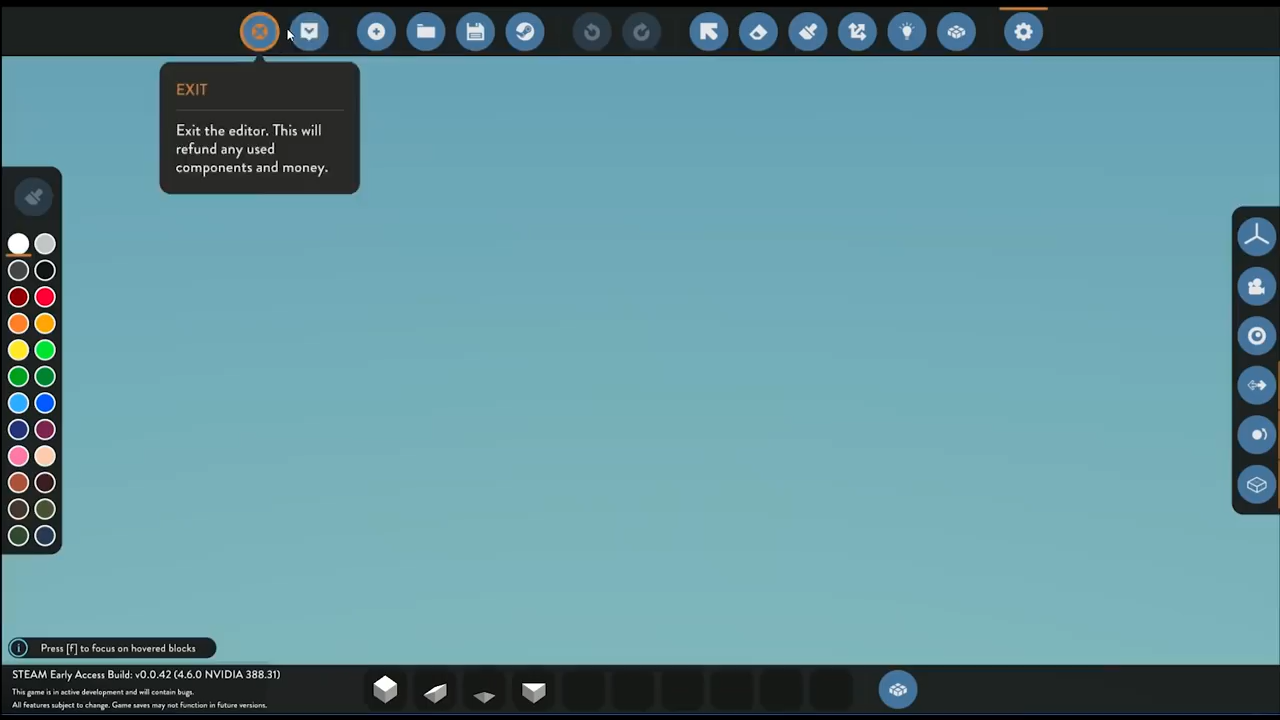 EXIT
Exit the editor. This will
refund any used
components and money.
Press [f] to focus on hovered blocks
STEAM Early Access Build: v0.0.42 (4.6.0 NVIDIA 388.31)
This game is in active development and will contain bugs.
All features subject to change. Game saves may not function in future versions.